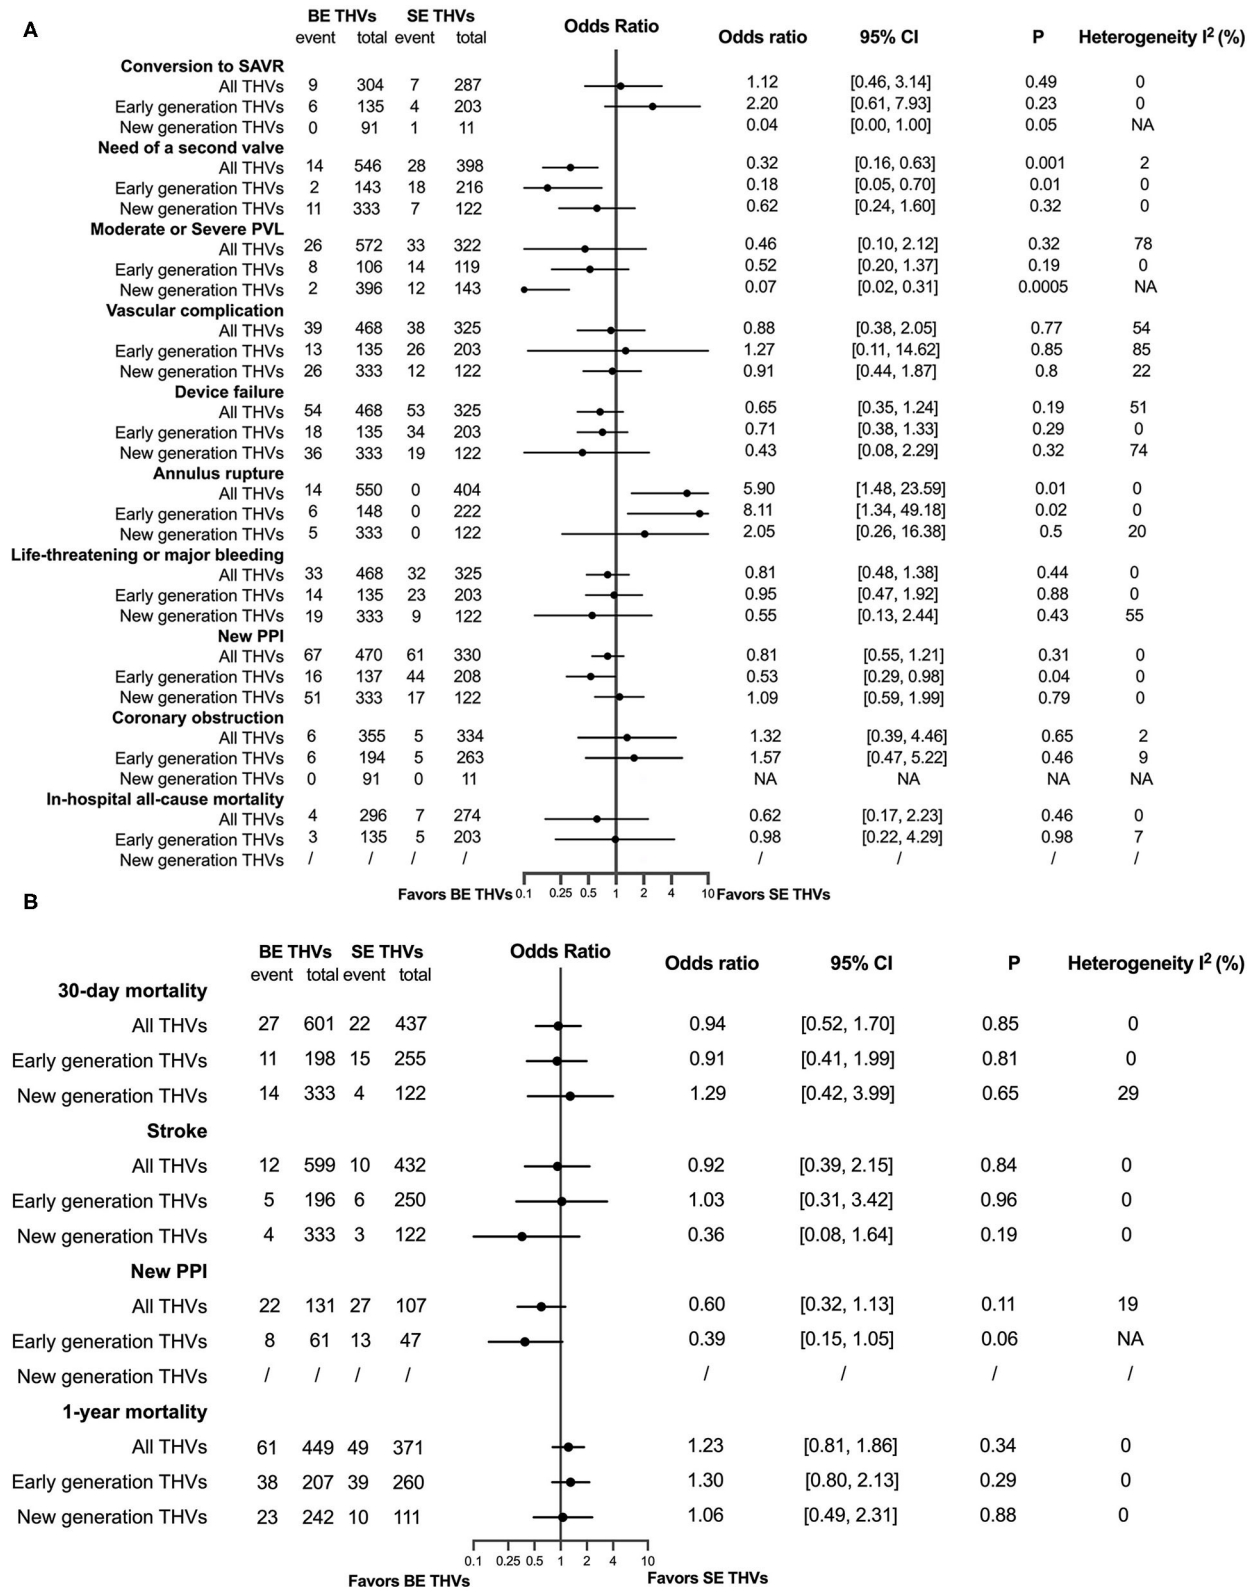 A
BE THVs SE THVs
event total event total Odds Ratio Odds ratio 95% CI P Heterogeneity I² (%)
Conversion to SAVR
All THVs 9 304 7 287 1.12 [0.46, 3.14] 0.49 0
Early generation THVs 6 135 4 203 2.20 [0.61, 7.93] 0.23 0
New generation THVs 0 91 1 11 0.04 [0.00, 1.00] 0.05 NA
Need of a second valve
All THVs 14 546 28 398 0.32 [0.16, 0.63] 0.001 2
Early generation THVs 2 143 18 216 0.18 [0.05, 0.70] 0.01 0
New generation THVs 11 333 7 122 0.62 [0.24, 1.60] 0.32 0
Moderate or Severe PVL
All THVs 26 572 33 322 0.46 [0.10, 2.12] 0.32 78
Early generation THVs 8 106 14 119 0.52 [0.20, 1.37] 0.19 0
New generation THVs 2 396 12 143 0.07 [0.02, 0.31] 0.0005 NA
Vascular complication
All THVs 39 468 38 325 0.88 [0.38, 2.05] 0.77 54
Early generation THVs 13 135 26 203 1.27 [0.11, 14.62] 0.85 85
New generation THVs 26 333 12 122 0.91 [0.44, 1.87] 0.8 22
Device failure
All THVs 54 468 53 325 0.65 [0.35, 1.24] 0.19 51
Early generation THVs 18 135 34 203 0.71 [0.38, 1.33] 0.29 0
New generation THVs 36 333 19 122 0.43 [0.08, 2.29] 0.32 74
Annulus rupture
All THVs 14 550 0 404 5.90 [1.48, 23.59] 0.01 0
Early generation THVs 6 148 0 222 8.11 [1.34, 49.18] 0.02 0
New generation THVs 5 333 0 122 2.05 [0.26, 16.38] 0.5 20
Life-threatening or major bleeding
All THVs 33 468 32 325 0.81 [0.48, 1.38] 0.44 0
Early generation THVs 14 135 23 203 0.95 [0.47, 1.92] 0.88 0
New generation THVs 19 333 9 122 0.55 [0.13, 2.44] 0.43 55
New PPI
All THVs 67 470 61 330 0.81 [0.55, 1.21] 0.31 0
Early generation THVs 16 137 44 208 0.53 [0.29, 0.98] 0.04 0
New generation THVs 51 333 17 122 1.09 [0.59, 1.99] 0.79 0
Coronary obstruction
All THVs 6 355 5 334 1.32 [0.39, 4.46] 0.65 2
Early generation THVs 6 194 5 263 1.57 [0.47, 5.22] 0.46 9
New generation THVs 0 91 0 11 NA NA NA NA
In-hospital all-cause mortality
All THVs 4 296 7 274 0.62 [0.17, 2.23] 0.46 0
Early generation THVs 3 135 5 203 0.98 [0.22, 4.29] 0.98 7
New generation THVs / / / / / / / /
Favors BE THVs 0.1 0.25 0.5 1 2 4 10 Favors SE THVs
B
BE THVs SE THVs
event total event total Odds Ratio Odds ratio 95% CI P Heterogeneity I² (%)
30-day mortality
All THVs 27 601 22 437 0.94 [0.52, 1.70] 0.85 0
Early generation THVs 11 198 15 255 0.91 [0.41, 1.99] 0.81 0
New generation THVs 14 333 4 122 1.29 [0.42, 3.99] 0.65 29
Stroke
All THVs 12 599 10 432 0.92 [0.39, 2.15] 0.84 0
Early generation THVs 5 196 6 250 1.03 [0.31, 3.42] 0.96 0
New generation THVs 4 333 3 122 0.36 [0.08, 1.64] 0.19 0
New PPI
All THVs 22 131 27 107 0.60 [0.32, 1.13] 0.11 19
Early generation THVs 8 61 13 47 0.39 [0.15, 1.05] 0.06 NA
New generation THVs / / / / / / / /
1-year mortality
All THVs 61 449 49 371 1.23 [0.81, 1.86] 0.34 0
Early generation THVs 38 207 39 260 1.30 [0.80, 2.13] 0.29 0
New generation THVs 23 242 10 111 1.06 [0.49, 2.31] 0.88 0
0.1 0.25 0.5 1 2 4 10
Favors BE THVs Favors SE THVs